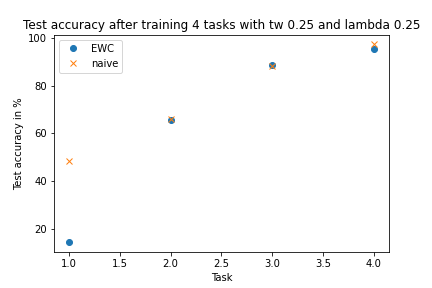 Test accuracy after training 4 tasks with tw 0.25 and lambda 0.25
EWC
naive
Test accuracy in %
100
80
60
40
20
1.0 1.5 2.0 2.5 3.0 3.5 4.0
Task